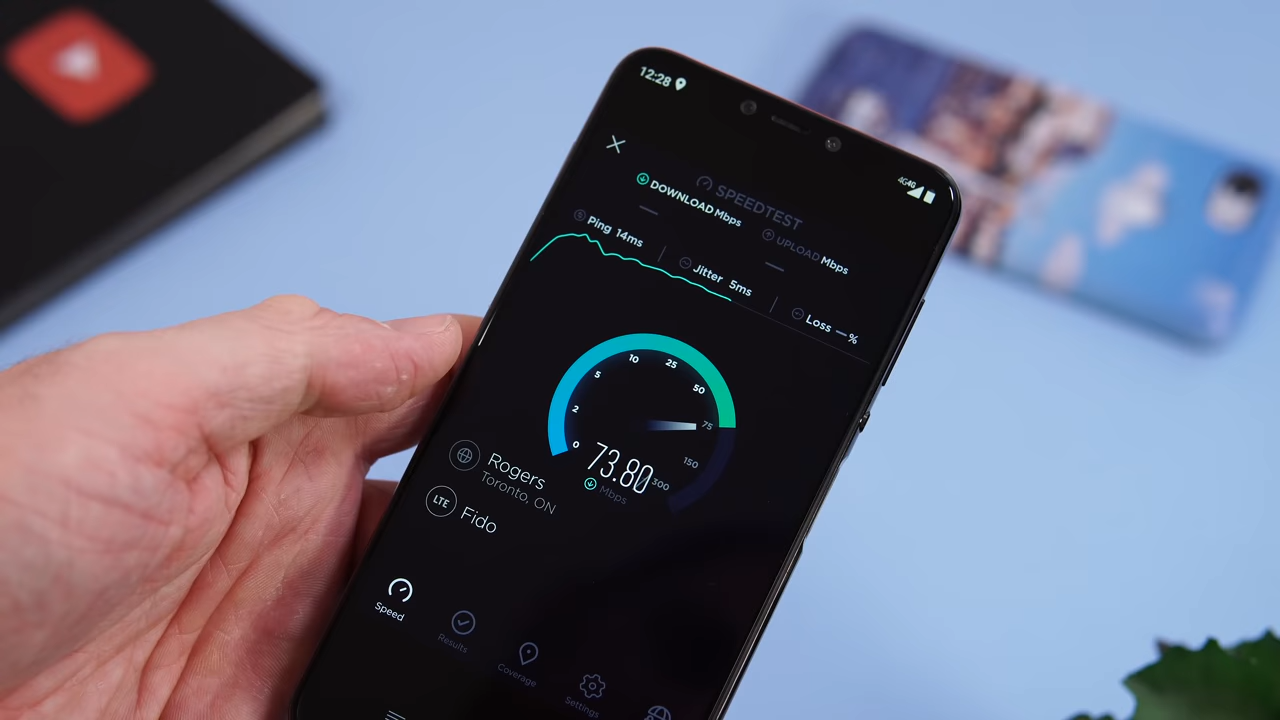 12:28
4G4G
SPEEDTEST
DOWNLOAD Mbps
UPLOAD Mbps
—
—
Ping 14ms
Jitter 5ms
Loss —%
0
2
5
10
25
50
75
150
300
73.80
Mbps
Rogers
Toronto, ON
LTE
Fido
Speed
Results
Coverage
Settings